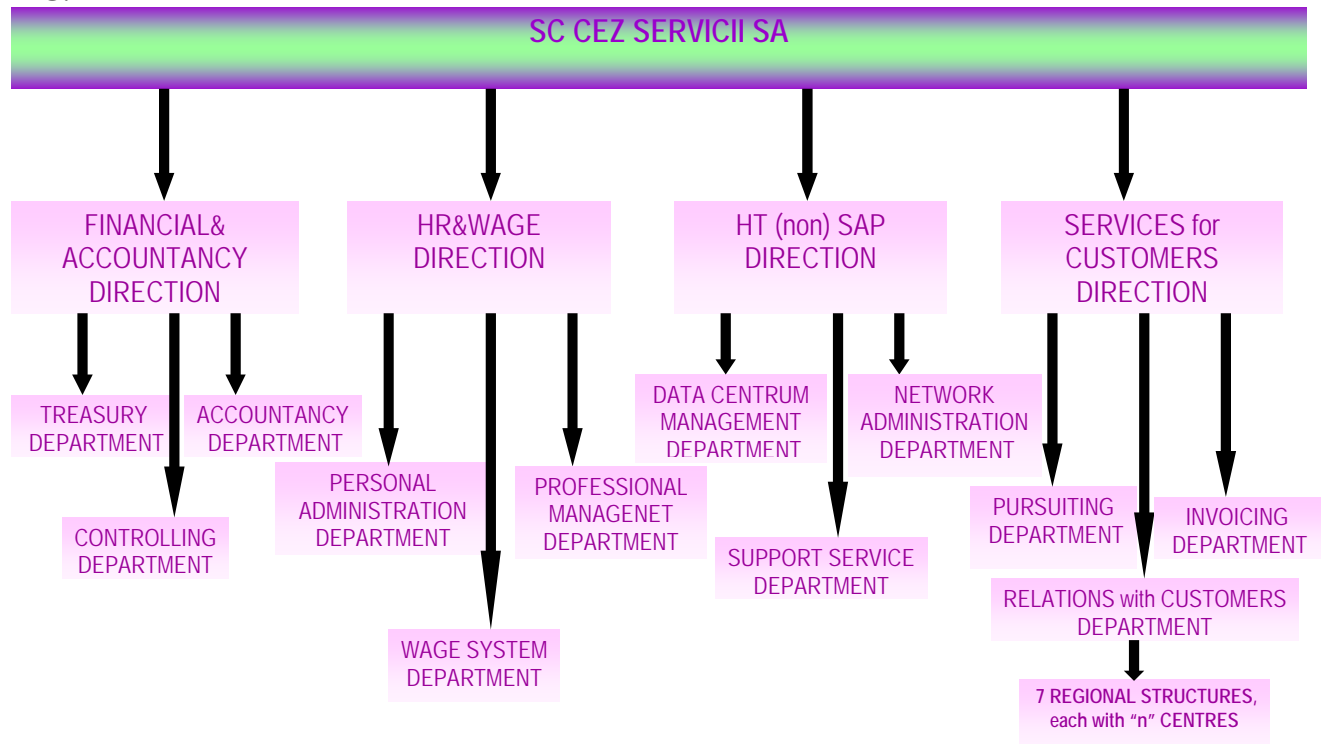 SC CEZ SERVICII SA
FINANCIAL&
ACCOUNTANCY
DIRECTION
HR&WAGE
DIRECTION
HT (non) SAP
DIRECTION
SERVICES for
CUSTOMERS
DIRECTION
TREASURY
DEPARTMENT
ACCOUNTANCY
DEPARTMENT
CONTROLLING
DEPARTMENT
PERSONAL
ADMINISTRATION
DEPARTMENT
PROFESSIONAL
MANAGENET
DEPARTMENT
WAGE SYSTEM
DEPARTMENT
DATA CENTRUM
MANAGEMENT
DEPARTMENT
NETWORK
ADMINISTRATION
DEPARTMENT
SUPPORT SERVICE
DEPARTMENT
PURSUITING
DEPARTMENT
INVOICING
DEPARTMENT
RELATIONS with CUSTOMERS
DEPARTMENT
7 REGIONAL STRUCTURES,
each with “n” CENTRES